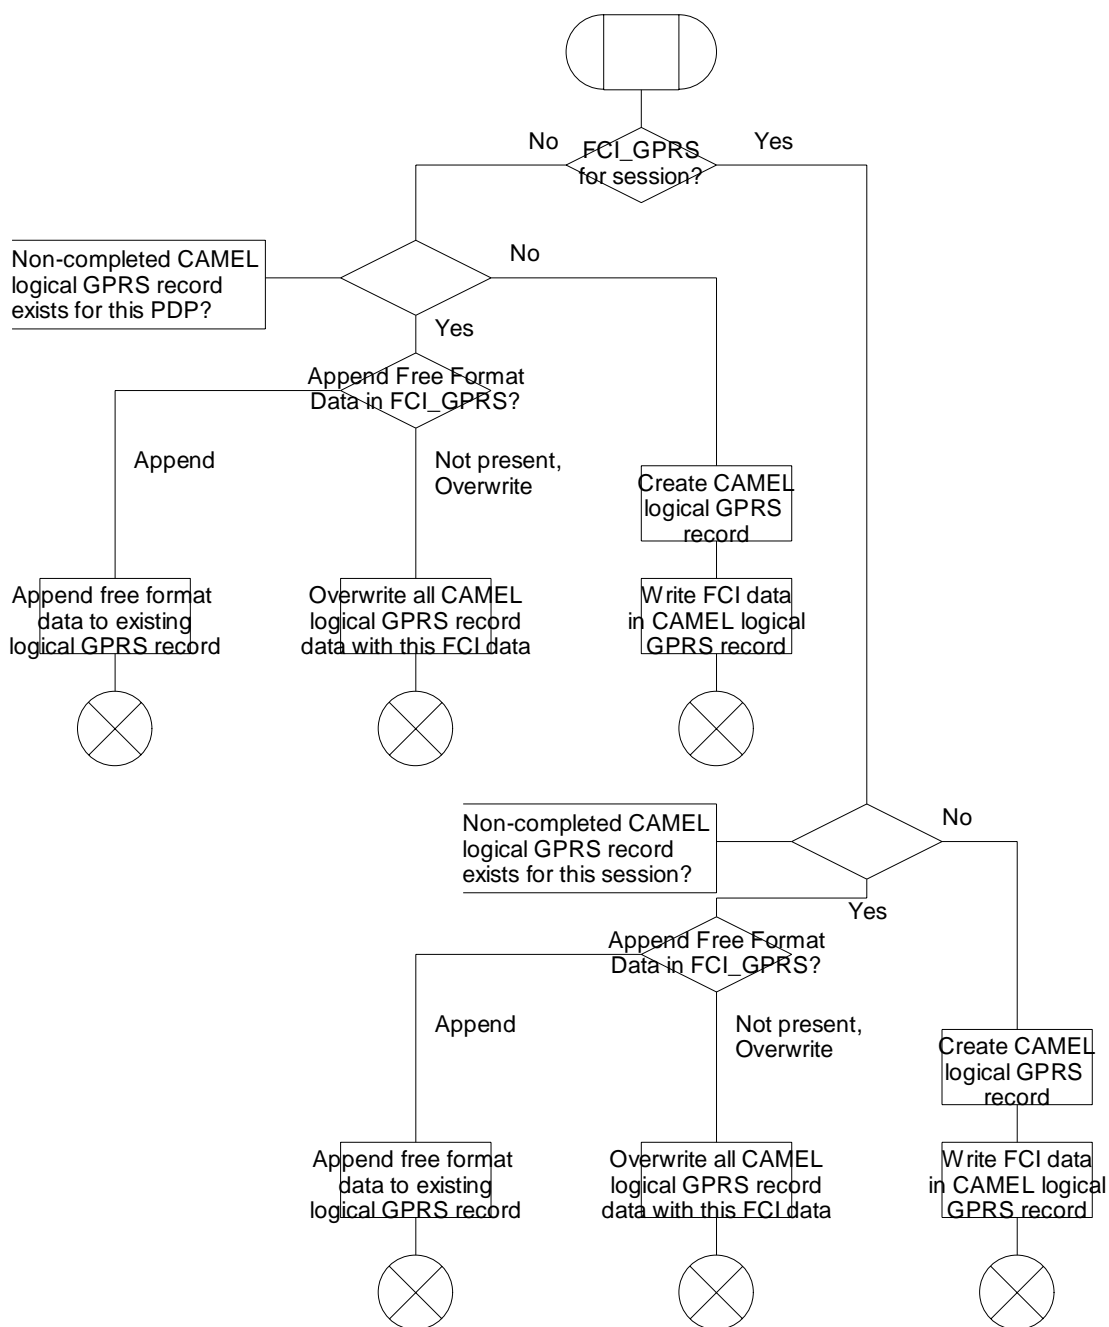 No
FCI_GPRS
for session?
Yes
Non-completed CAMEL
logical GPRS record
exists for this PDP?
No
Yes
Append Free Format
Data in FCI_GPRS?
Append
Not present,
Overwrite
Create CAMEL
logical GPRS
record
Append free format
data to existing
logical GPRS record
Overwrite all CAMEL
logical GPRS record
data with this FCI data
Write FCI data
in CAMEL logical
GPRS record
Non-completed CAMEL
logical GPRS record
exists for this session?
No
Yes
Append Free Format
Data in FCI_GPRS?
Append
Not present,
Overwrite
Create CAMEL
logical GPRS
record
Append free format
data to existing
logical GPRS record
Overwrite all CAMEL
logical GPRS record
data with this FCI data
Write FCI data
in CAMEL logical
GPRS record